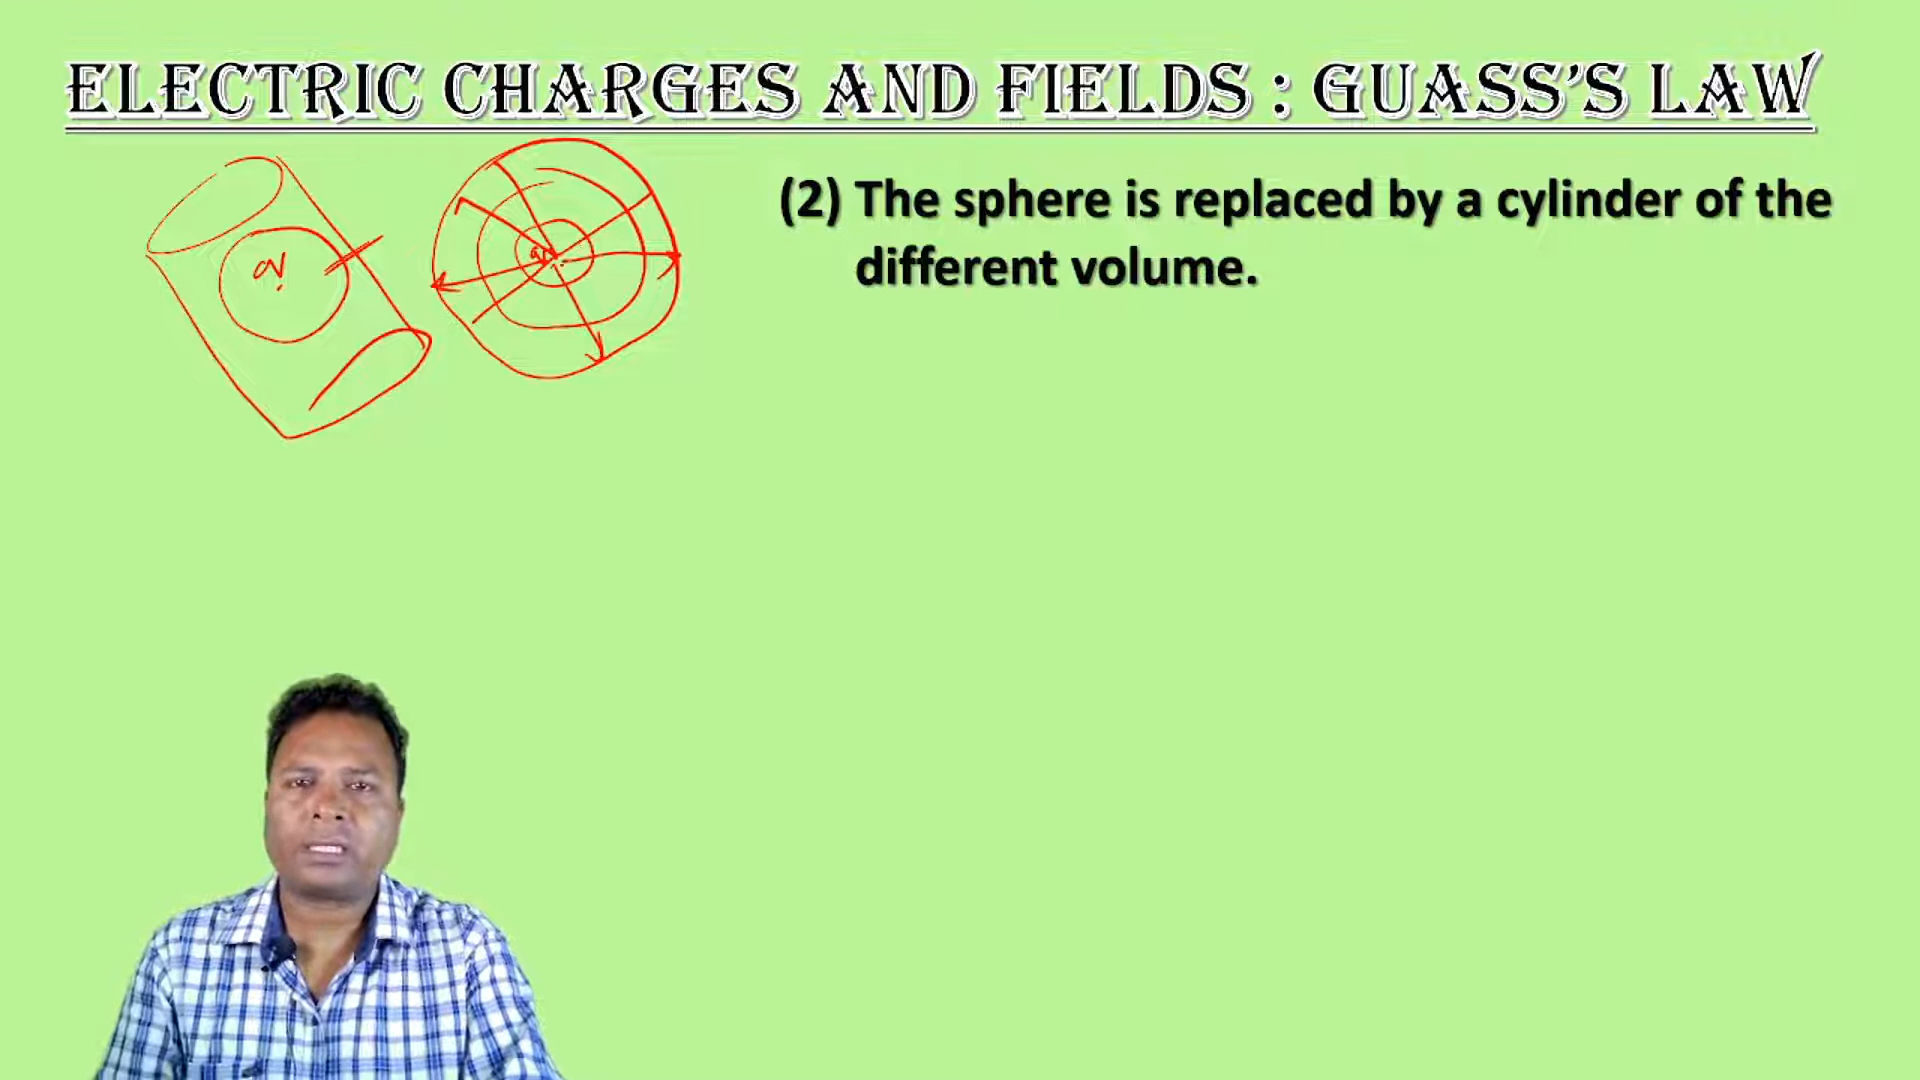 ELECTRIC CHARGES AND FIELDS : GUASS’S LAW
(2) The sphere is replaced by a cylinder of the
different volume.